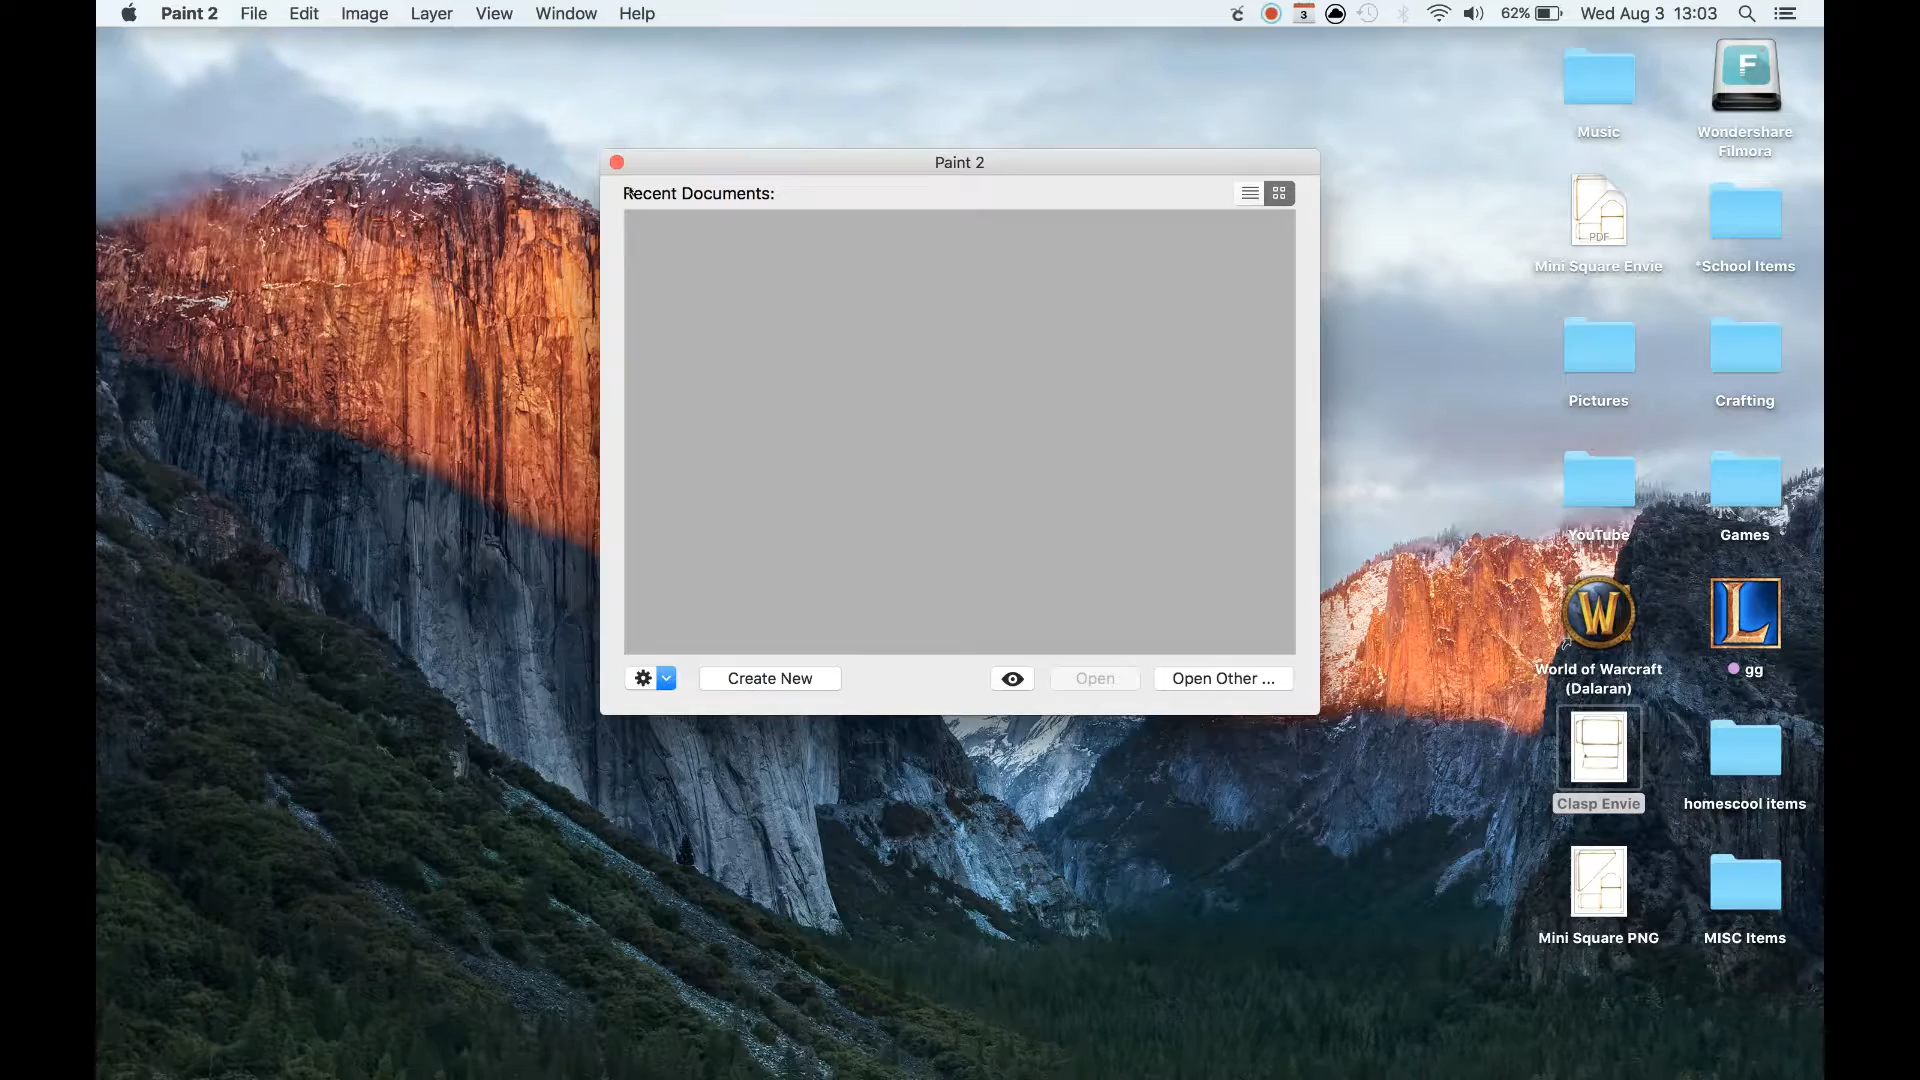 Paint 2 File Edit Image Layer View Window Help 3 62% Wed Aug 3 13:03
Paint 2
Recent Documents:
Create New Open Open Other ...
F
Music
Wondershare
Filmora
PDF
Mini Square Envie
*School Items
Pictures
Crafting
YouTube
Games
W
L
World of Warcraft
(Dalaran)
gg
Clasp Envie
homescool items
Mini Square PNG
MISC Items